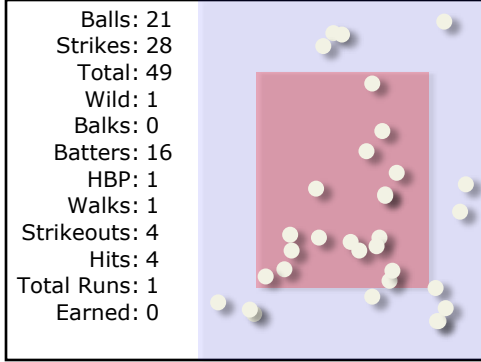 Balls: 21
Strikes: 28
Total: 49
Wild: 1
Balks: 0
Batters: 16
HBP: 1
Walks: 1
Strikeouts: 4
Hits: 4
Total Runs: 1
Earned: 0